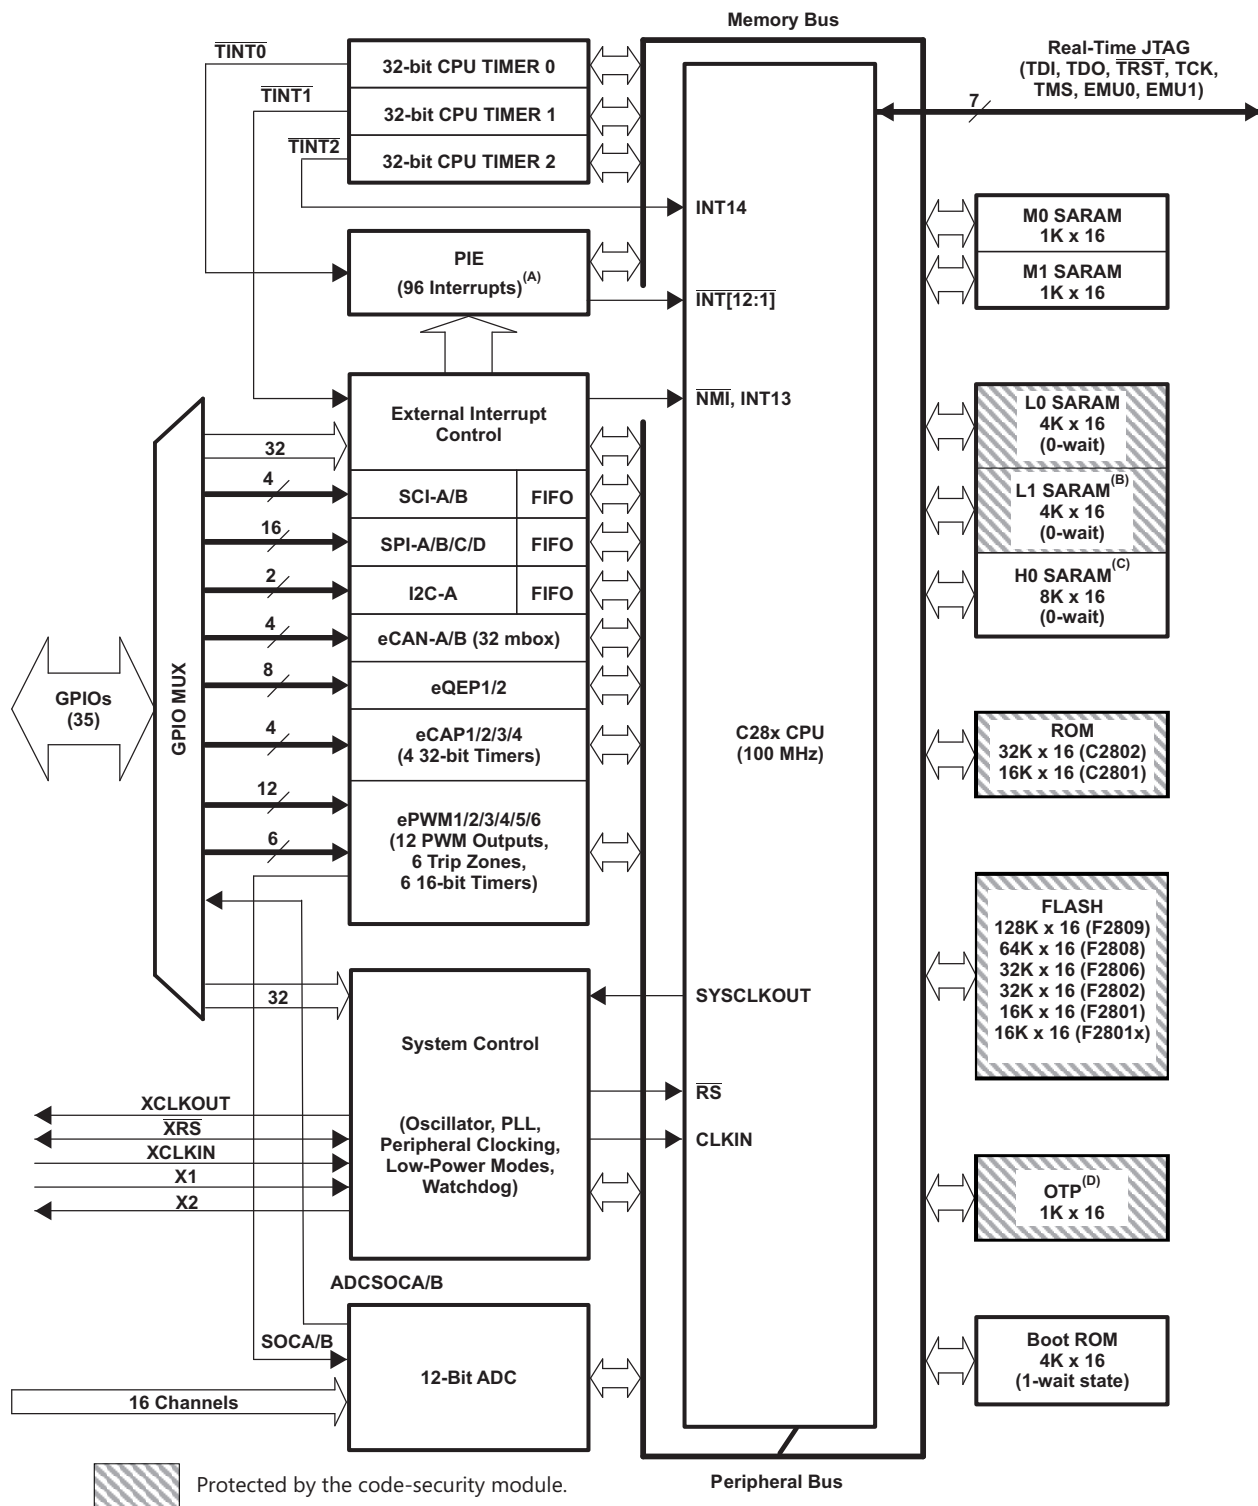 Memory Bus
TINT0
32-bit CPU TIMER 0
TINT1
32-bit CPU TIMER 1
TINT2
32-bit CPU TIMER 2
Real-Time JTAG
(TDI, TDO, TRST, TCK,
TMS, EMU0, EMU1)
7
INT14
PIE
(96 Interrupts)(A)
INT[12:1]
M0 SARAM
1K x 16
M1 SARAM
1K x 16
External Interrupt
Control
NMI, INT13
32
4
SCI-A/B
FIFO
16
SPI-A/B/C/D
FIFO
2
I2C-A
FIFO
4
eCAN-A/B (32 mbox)
8
eQEP1/2
4
eCAP1/2/3/4
(4 32-bit Timers)
12
6
ePWM1/2/3/4/5/6
(12 PWM Outputs,
6 Trip Zones,
6 16-bit Timers)
GPIOs
(35)
GPIO MUX
C28x CPU
(100 MHz)
L0 SARAM
4K x 16
(0-wait)
L1 SARAM(B)
4K x 16
(0-wait)
H0 SARAM(C)
8K x 16
(0-wait)
ROM
32K x 16 (C2802)
16K x 16 (C2801)
FLASH
128K x 16 (F2809)
64K x 16 (F2808)
32K x 16 (F2806)
32K x 16 (F2802)
16K x 16 (F2801)
16K x 16 (F2801x)
32
System Control
(Oscillator, PLL,
Peripheral Clocking,
Low-Power Modes,
Watchdog)
SYSCLKOUT
RS
CLKIN
XCLKOUT
XRS
XCLKIN
X1
X2
OTP(D)
1K x 16
ADCSOCA/B
SOCA/B
12-Bit ADC
16 Channels
Boot ROM
4K x 16
(1-wait state)
Peripheral Bus
Protected by the code-security module.